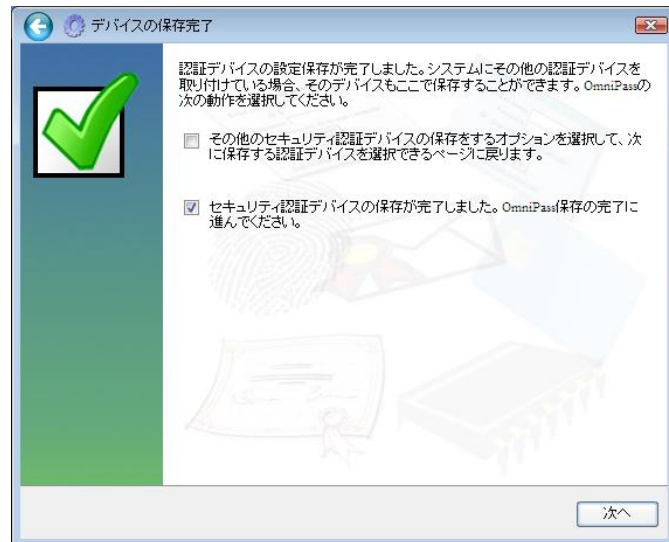 デバイスの保存完了
認証デバイスの設定保存が完了しました。システムにその他の認証デバイスを
取り付けている場合、そのデバイスもここで保存することができます。OmniPassの
次の動作を選択してください。
その他のセキュリティ認証デバイスの保存をするオプションを選択して、次
に保存する認証デバイスを選択できるページに戻ります。
セキュリティ認証デバイスの保存が完了しました。OmniPass保存の完了に
進んでください。
次へ